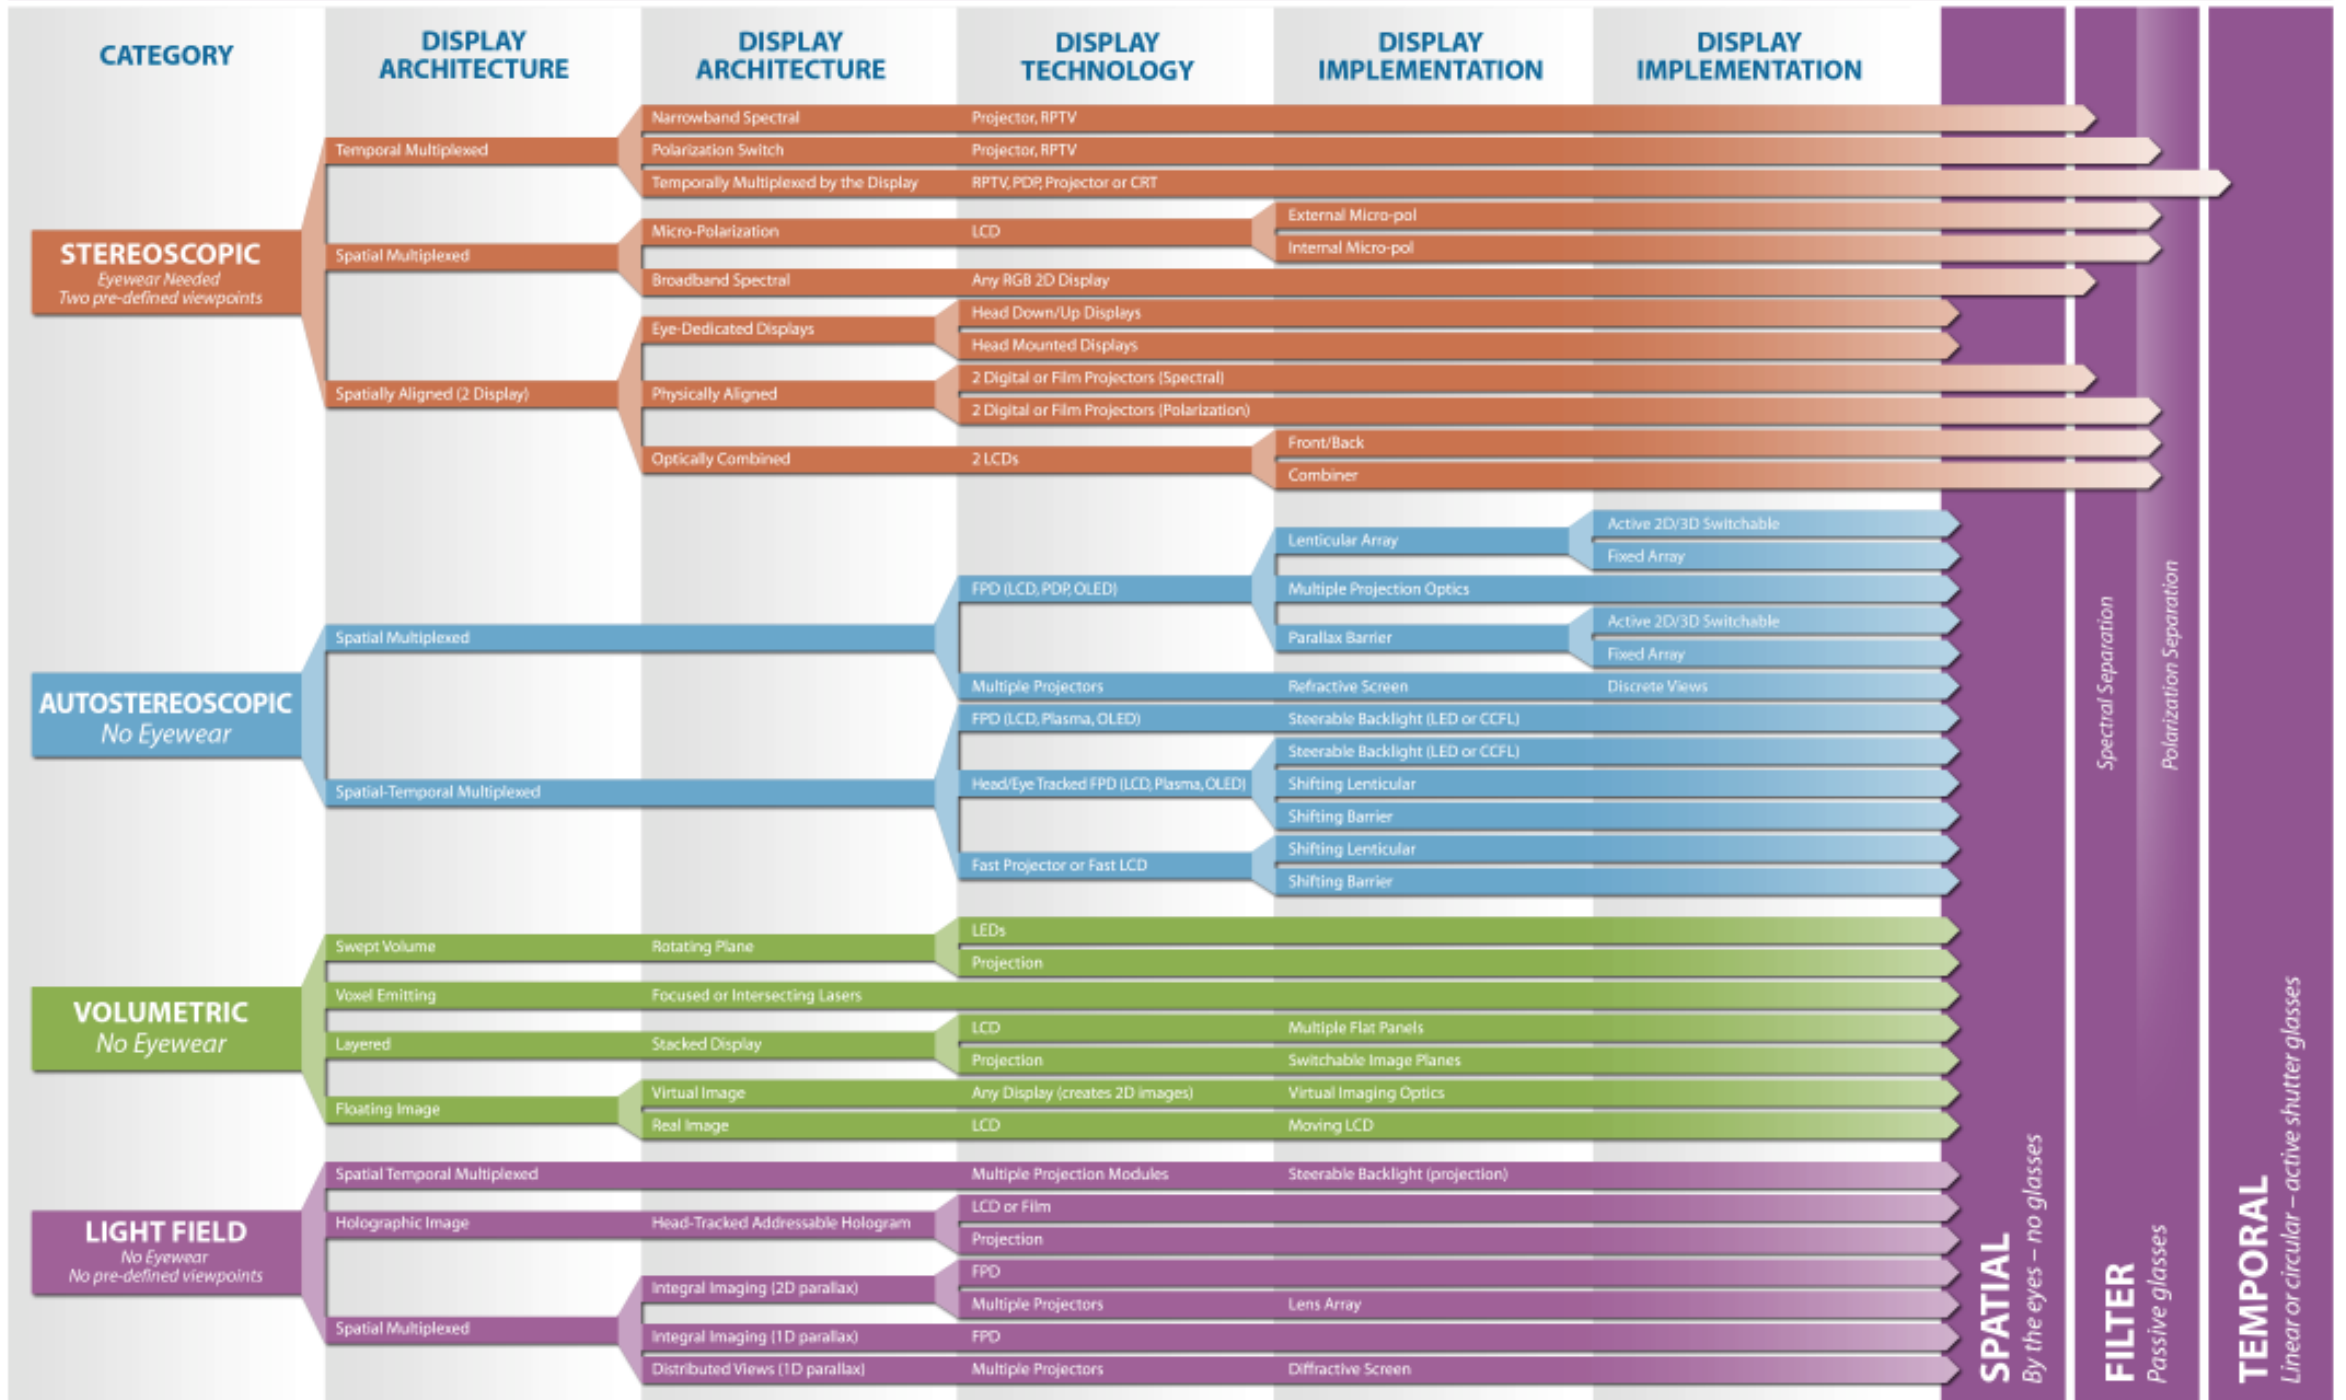 CATEGORY
DISPLAY
ARCHITECTURE
DISPLAY
ARCHITECTURE
DISPLAY
TECHNOLOGY
DISPLAY
IMPLEMENTATION
DISPLAY
IMPLEMENTATION
STEREOSCOPIC
Eyewear Needed
Two pre-defined viewpoints
Temporal Multiplexed
Narrowband Spectral
Projector, RPTV
Polarization Switch
Projector, RPTV
Temporally Multiplexed by the Display
RPTV, PDP, Projector or CRT
Spatial Multiplexed
Micro-Polarization
LCD
External Micro-pol
Internal Micro-pol
Broadband Spectral
Any RGB 2D Display
Spatially Aligned (2 Display)
Eye-Dedicated Displays
Head Down/Up Displays
Head Mounted Displays
Physically Aligned
2 Digital or Film Projectors (Spectral)
2 Digital or Film Projectors (Polarization)
Optically Combined
2 LCDs
Front/Back
Combiner
AUTOSTEREOSCOPIC
No Eyewear
Spatial Multiplexed
FPD (LCD, PDP, OLED)
Lenticular Array
Active 2D/3D Switchable
Fixed Array
Multiple Projection Optics
Parallax Barrier
Active 2D/3D Switchable
Fixed Array
Multiple Projectors
Refractive Screen
Discrete Views
Spatial-Temporal Multiplexed
FPD (LCD, Plasma, OLED)
Steerable Backlight (LED or CCFL)
Head/Eye Tracked FPD (LCD, Plasma, OLED)
Steerable Backlight (LED or CCFL)
Shifting Lenticular
Shifting Barrier
Fast Projector or Fast LCD
Shifting Lenticular
Shifting Barrier
VOLUMETRIC
No Eyewear
Swept Volume
Rotating Plane
LEDs
Projection
Voxel Emitting
Focused or Intersecting Lasers
Layered
Stacked Display
LCD
Multiple Flat Panels
Projection
Switchable Image Planes
Floating Image
Virtual Image
Any Display (creates 2D images)
Virtual Imaging Optics
Real Image
LCD
Moving LCD
LIGHT FIELD
No Eyewear
No pre-defined viewpoints
Spatial Temporal Multiplexed
Multiple Projection Modules
Steerable Backlight (projection)
Holographic Image
Head-Tracked Addressable Hologram
LCD or Film
Projection
Spatial Multiplexed
Integral Imaging (2D parallax)
FPD
Multiple Projectors
Lens Array
Integral Imaging (1D parallax)
FPD
Distributed Views (1D parallax)
Multiple Projectors
Diffractive Screen
SPATIAL
By the eyes – no glasses
Spectral Separation
Polarization Separation
FILTER
Passive glasses
TEMPORAL
Linear or circular – active shutter glasses